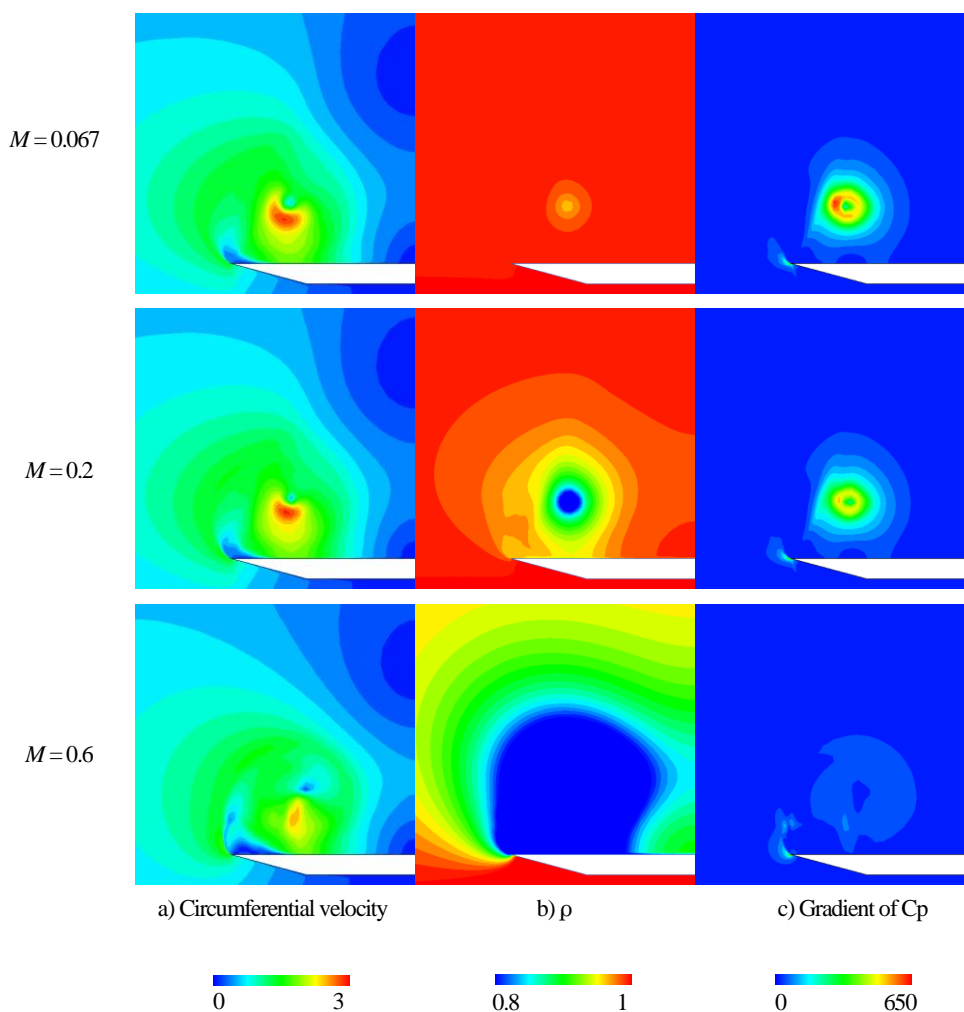 M = 0.067
M = 0.2
M = 0.6
a) Circumferential velocity
b) ρ
c) Gradient of Cp
0 3
0.8 1
0 650